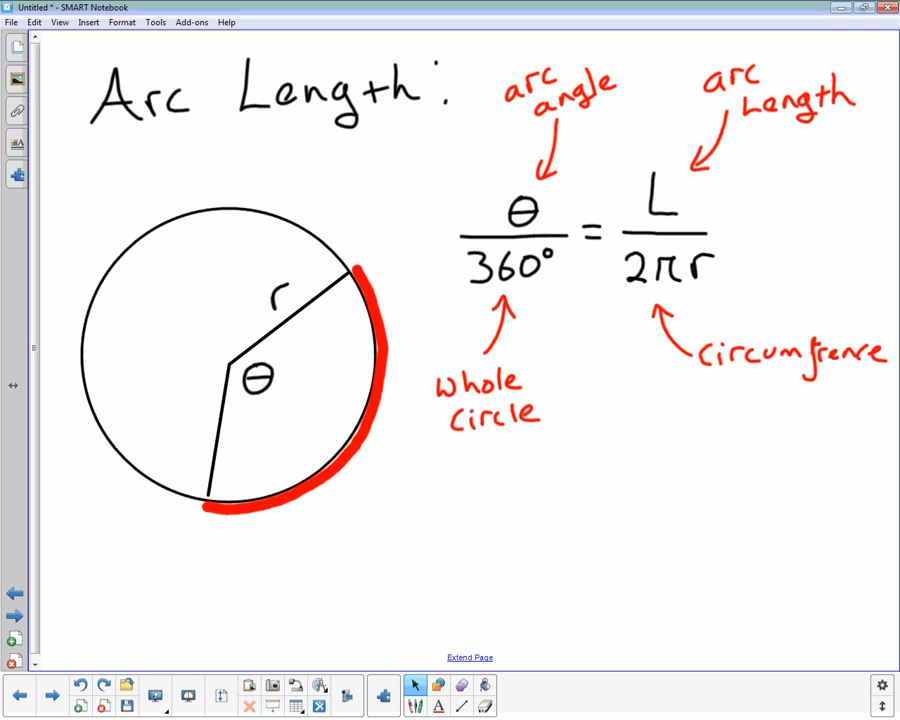 Untitled * - SMART Notebook
File Edit View Insert Format Tools Add-ons Help
Arc Length:
arc
angle
arc
Length
θ
360°
=
L
2πr
r
θ
whole
circle
circumfrence
Extend Page